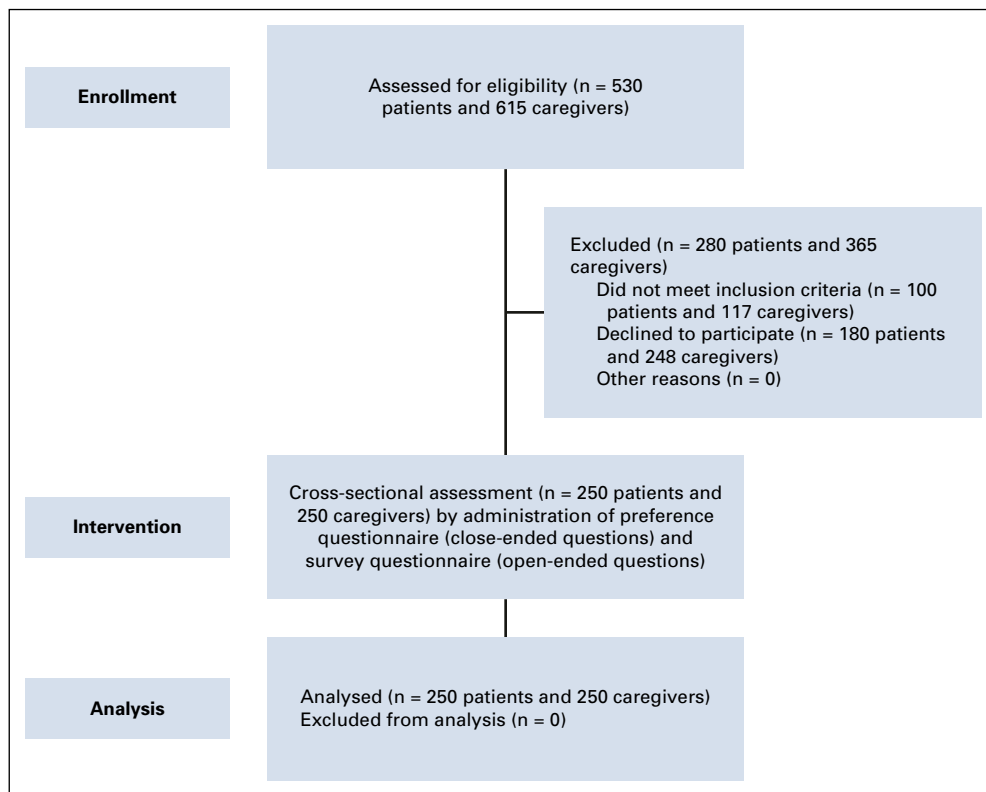 Enrollment
Assessed for eligibility (n = 530
patients and 615 caregivers)
Excluded (n = 280 patients and 365
caregivers)
Did not meet inclusion criteria (n = 100
patients and 117 caregivers)
Declined to participate (n = 180 patients
and 248 caregivers)
Other reasons (n = 0)
Intervention
Cross-sectional assessment (n = 250 patients and
250 caregivers) by administration of preference
questionnaire (close-ended questions) and
survey questionnaire (open-ended questions)
Analysis
Analysed (n = 250 patients and 250 caregivers)
Excluded from analysis (n = 0)